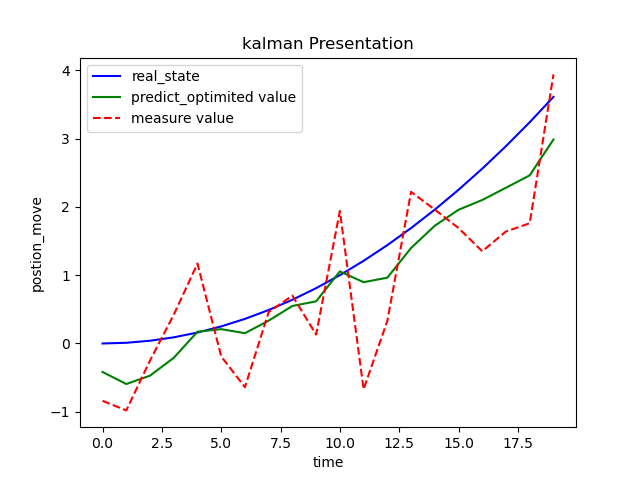 kalman Presentation
real_state
predict_optimited value
measure value
postion_move
4
3
2
1
0
−1
0.0 2.5 5.0 7.5 10.0 12.5 15.0 17.5
time